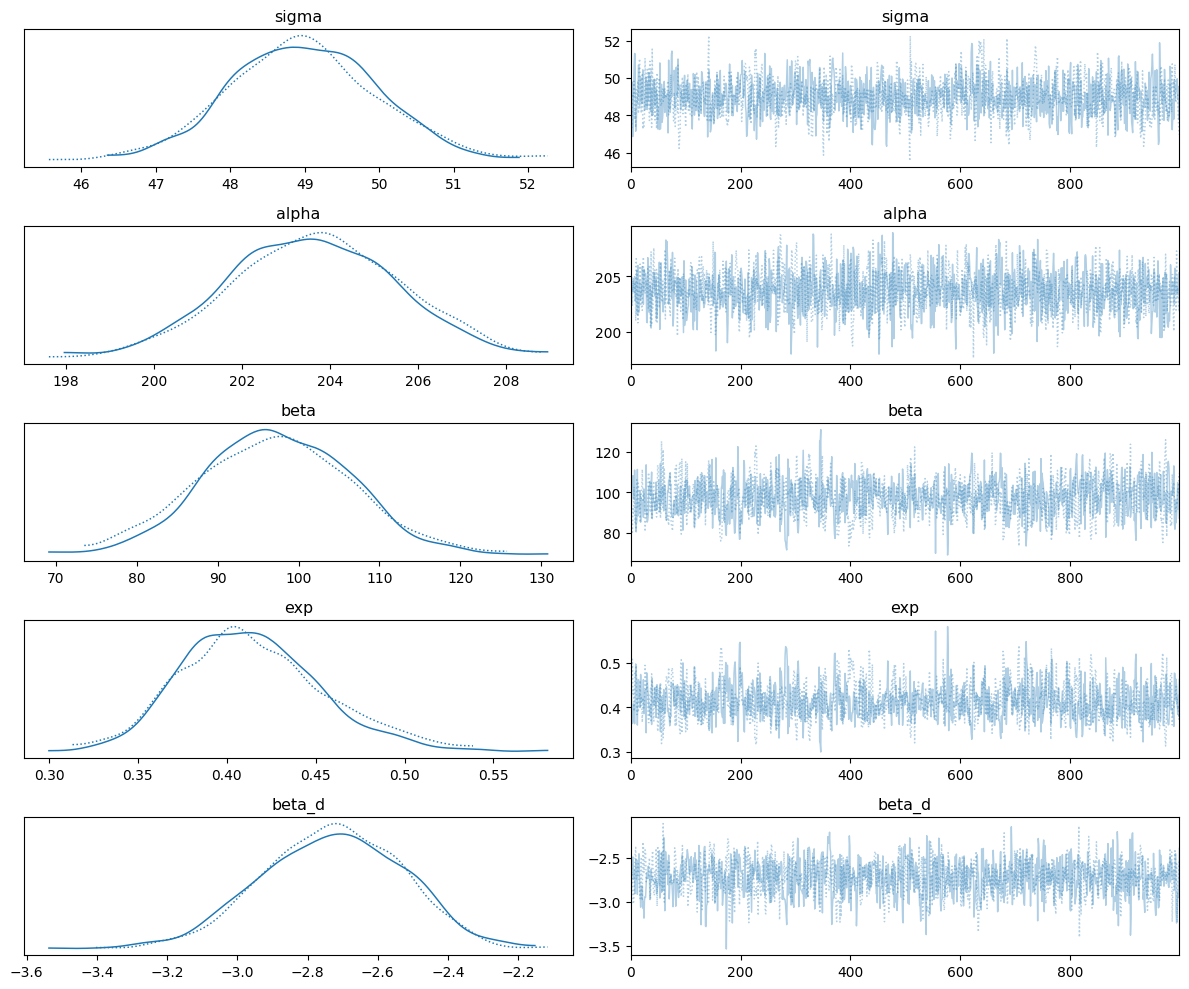 sigma
sigma
52
50
48
46
46 47 48 49 50 51 52
0 200 400 600 800
alpha
alpha
205
200
198 200 202 204 206 208
0 200 400 600 800
beta
beta
120
100
80
70 80 90 100 110 120 130
0 200 400 600 800
exp
exp
0.5
0.4
0.3
0.30 0.35 0.40 0.45 0.50 0.55
0 200 400 600 800
beta_d
beta_d
−2.5
−3.0
−3.5
−3.6 −3.4 −3.2 −3.0 −2.8 −2.6 −2.4 −2.2
0 200 400 600 800